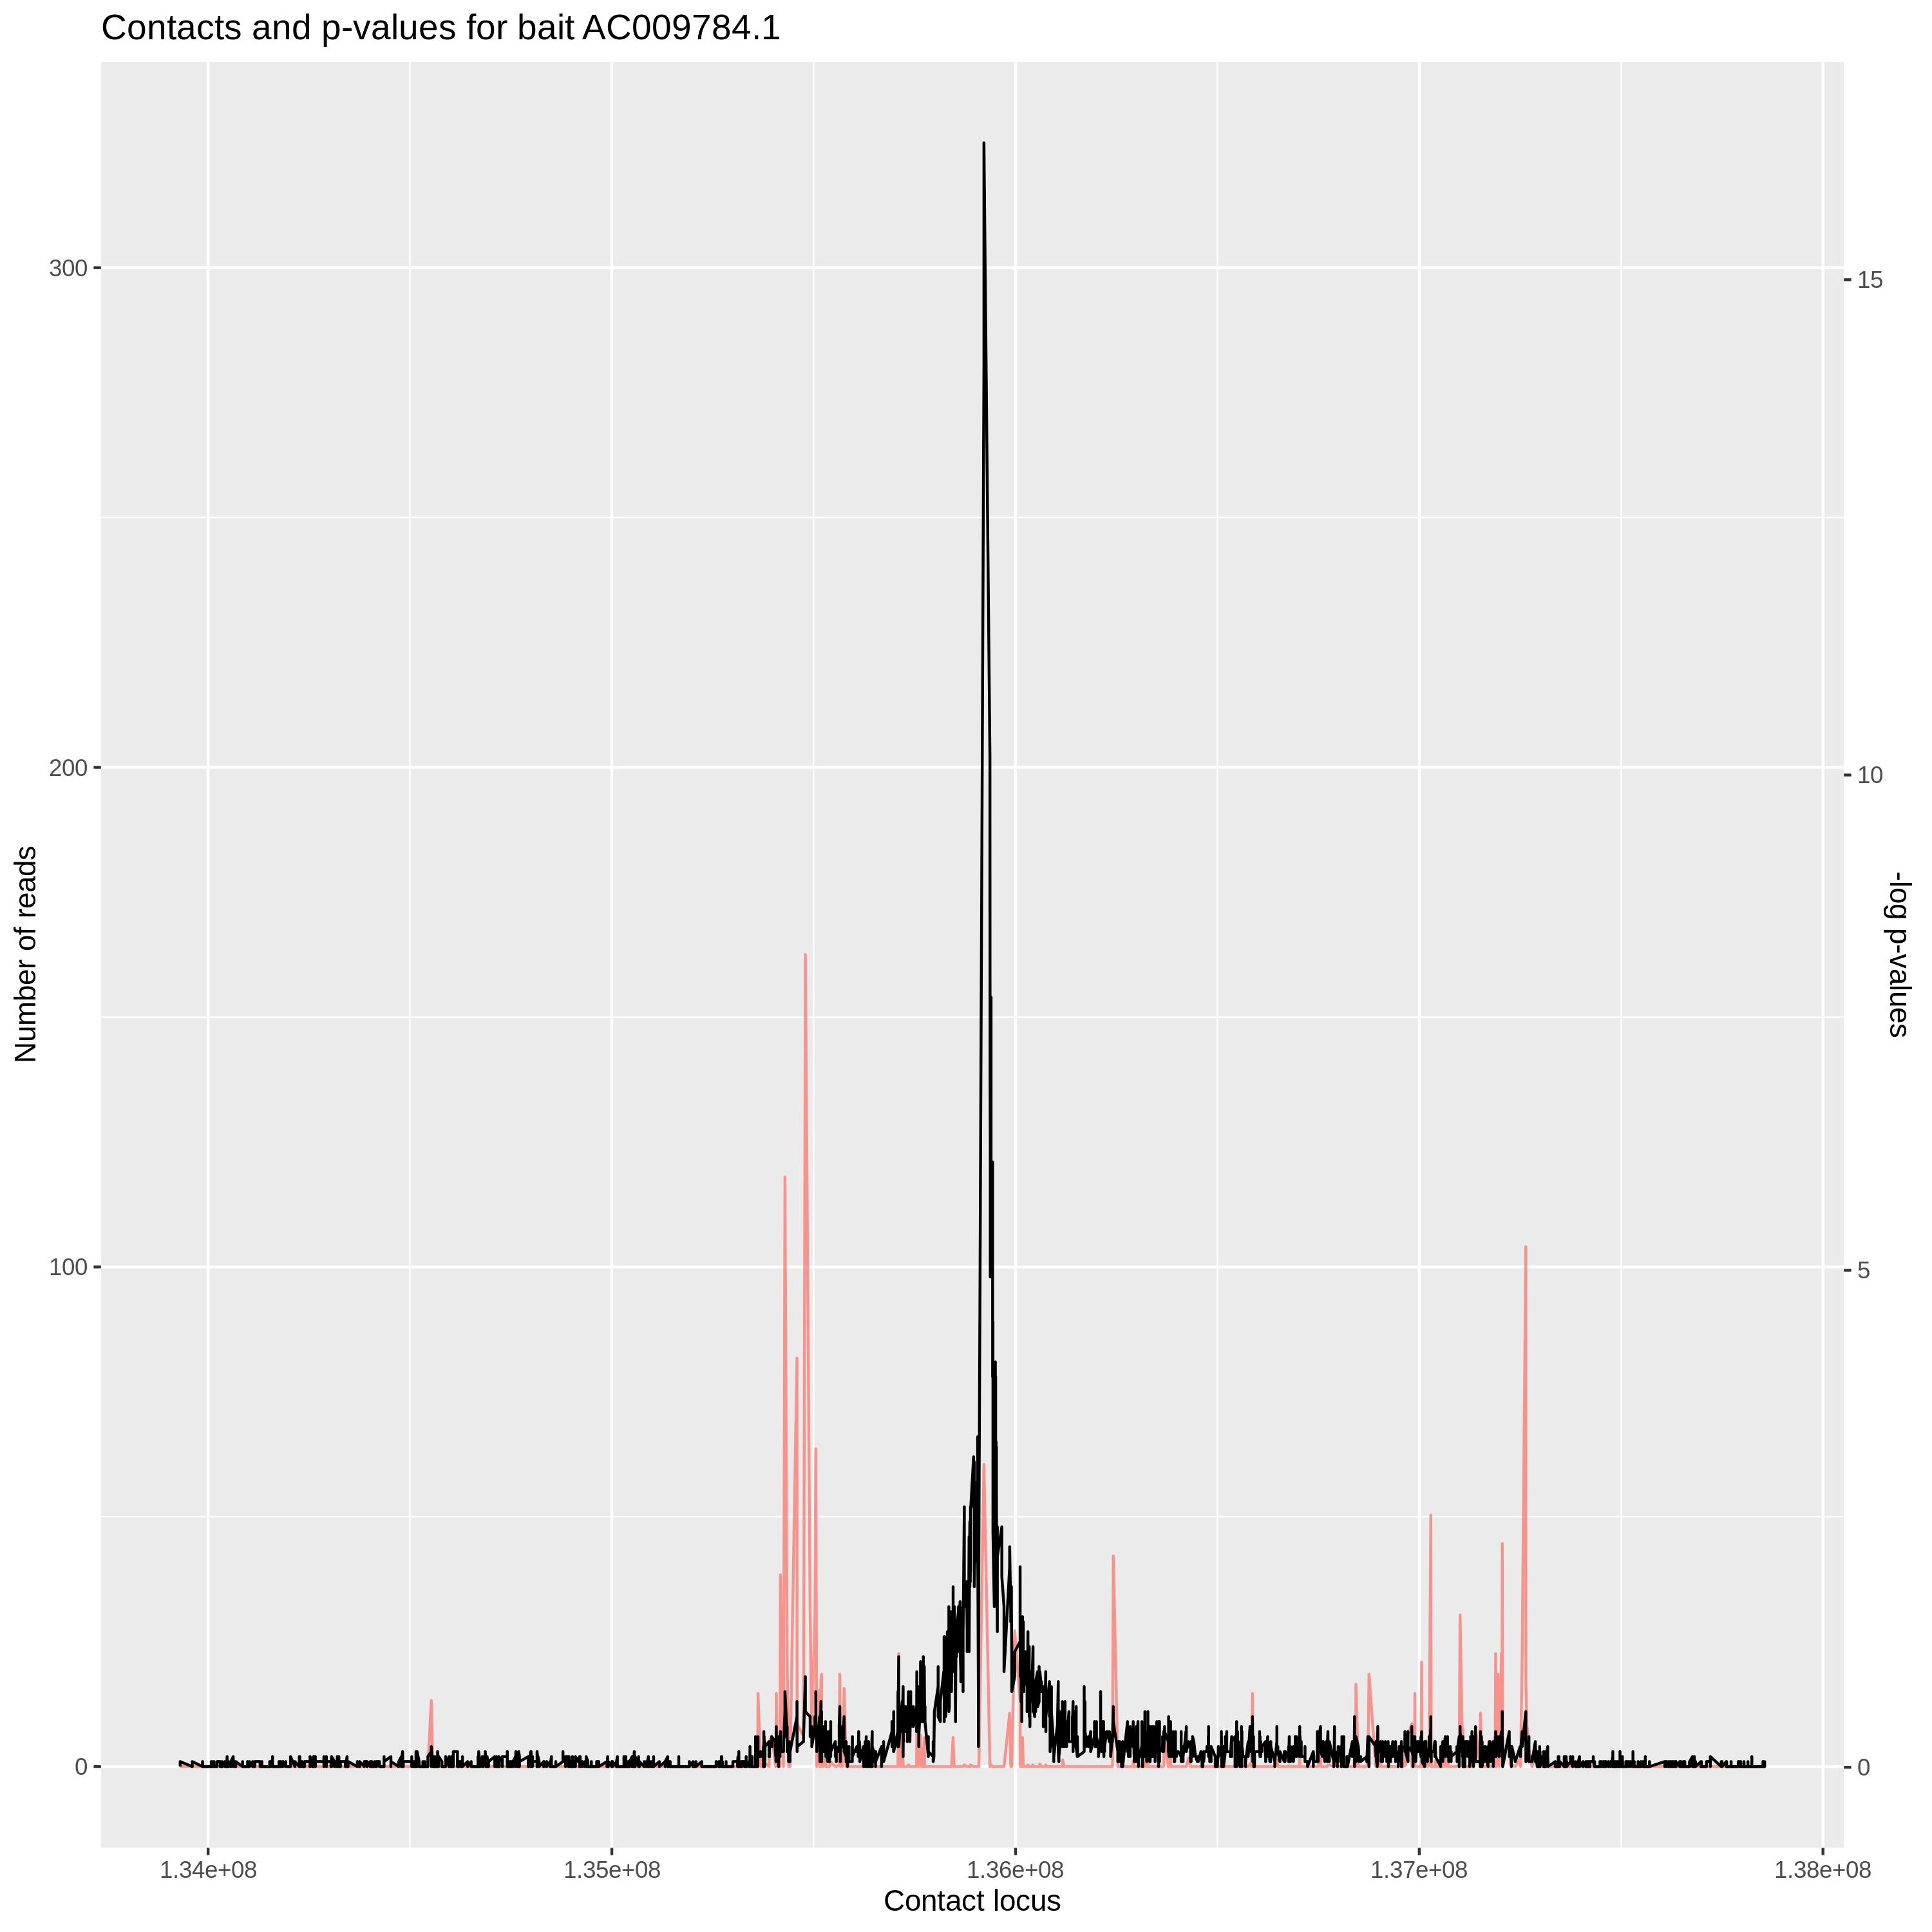 Contacts and p-values for bait AC009784.1
Number of reads
300
200
100
0
15
10
5
0
-log p-values
1.34e+08
1.35e+08
1.36e+08
1.37e+08
1.38e+08
Contact locus